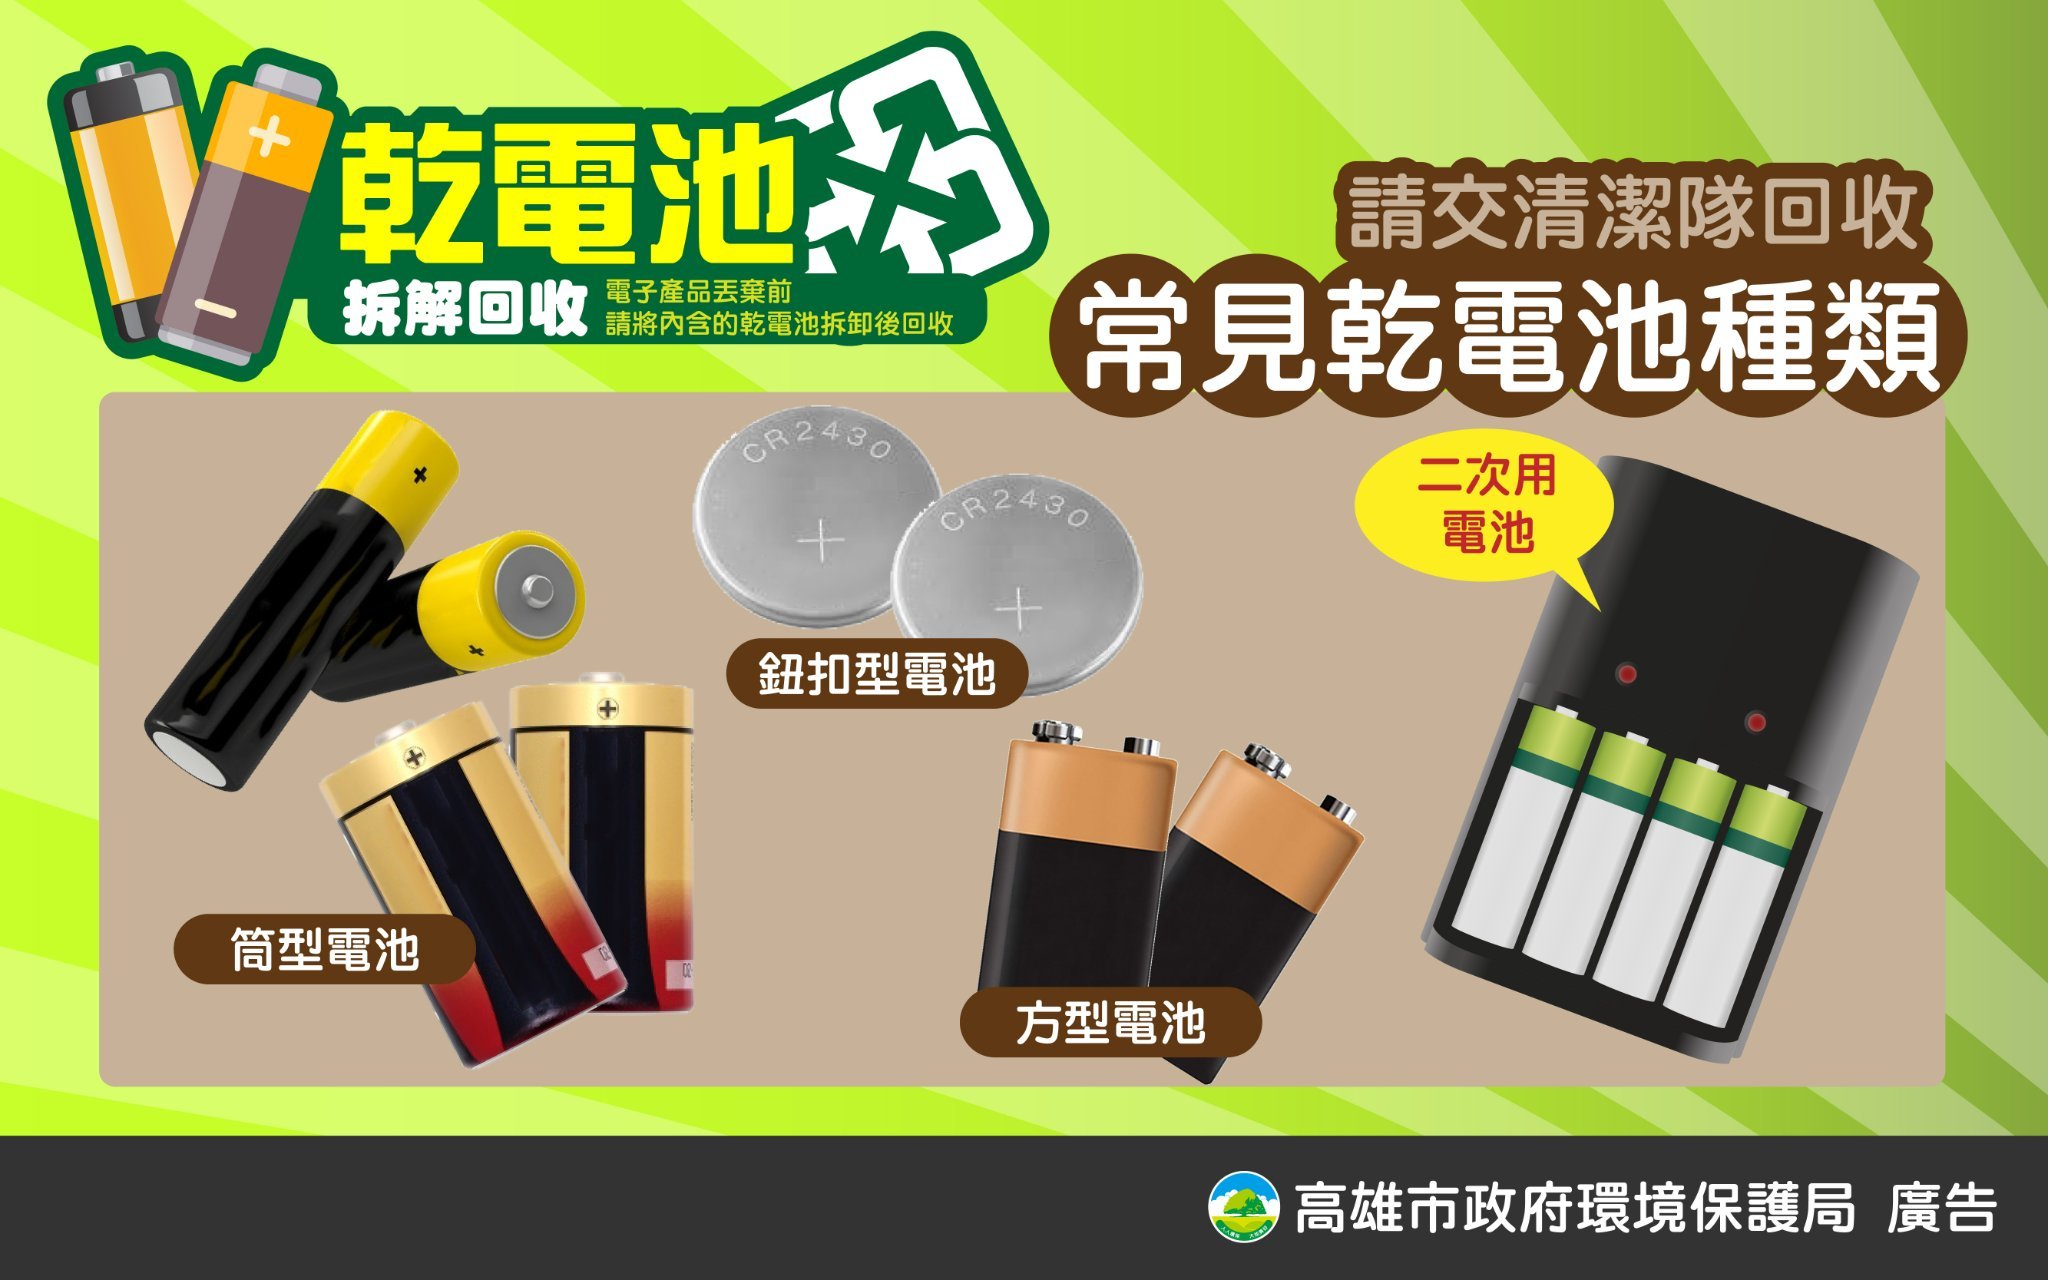 乾電池
拆解回收
電子產品丟棄前
請將內含的乾電池拆卸後回收
請交清潔隊回收
常見乾電池種類
二次用
電池
CR2430
CR2430
鈕扣型電池
筒型電池
方型電池
高雄市政府環境保護局 廣告